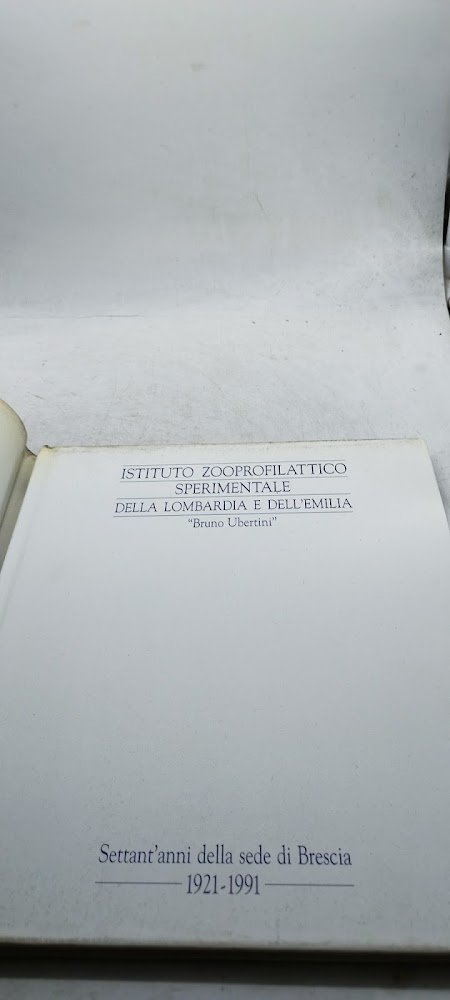 ISTITUTO ZOOPROFILATTICO
SPERIMENTALE
DELLA LOMBARDIA E DELL'EMILIA
"Bruno Ubertini"
Settant'anni della sede di Brescia
1921-1991